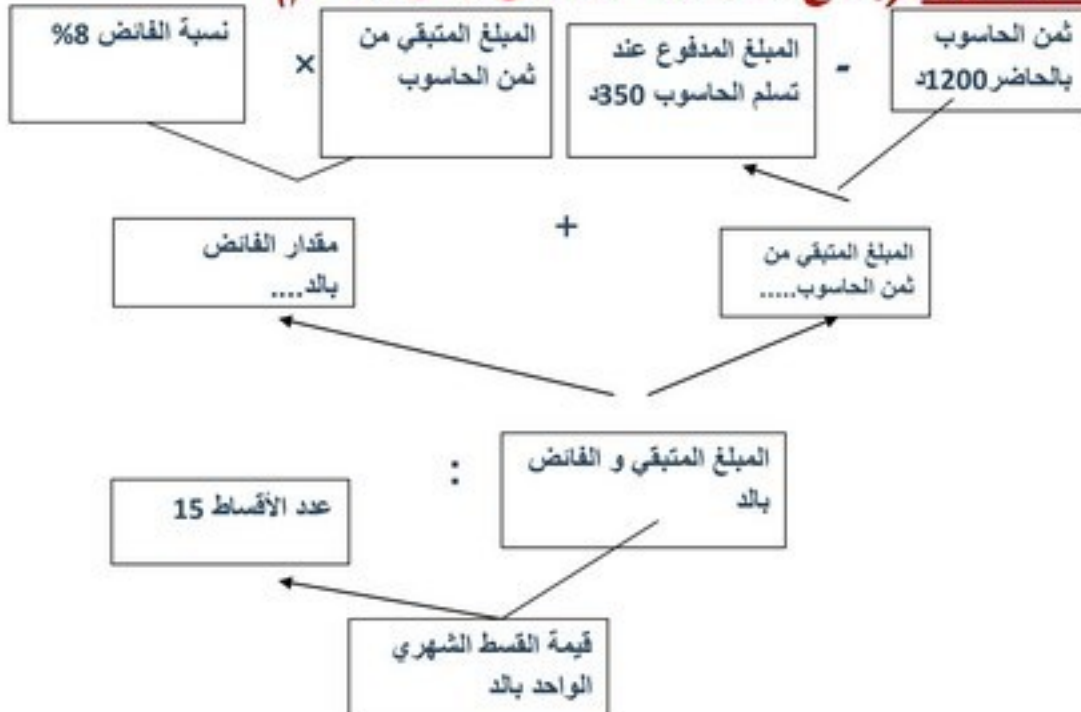 ثمن الحاسوب
بالحاضر1200د
-
المبلغ المدفوع عند
تسلم الحاسوب 350د
المبلغ المتبقي من
ثمن الحاسوب
×
نسبة الفائض 8%
المبلغ المتبقي من
ثمن الحاسوب.....
+
مقدار الفائض
بالد....
المبلغ المتبقي و الفائض
بالد
:
عدد الأقساط 15
قيمة القسط الشهري
الواحد بالد